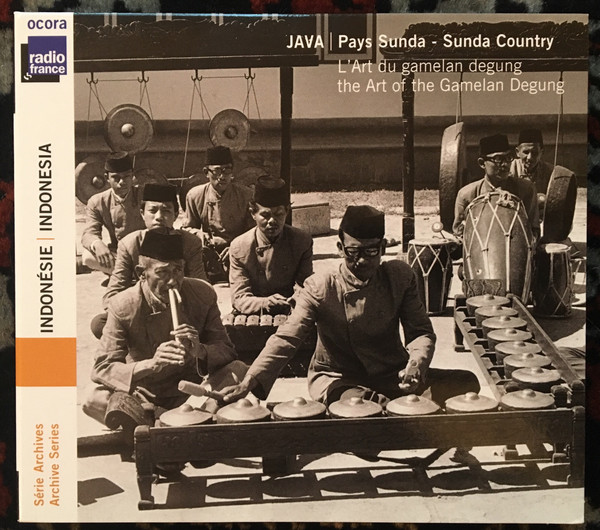 ocora
radio
france
JAVA | Pays Sunda - Sunda Country
L'Art du gamelan degung
the Art of the Gamelan Degung
INDONÉSIE | INDONESIA
Série Archives
Archive Series